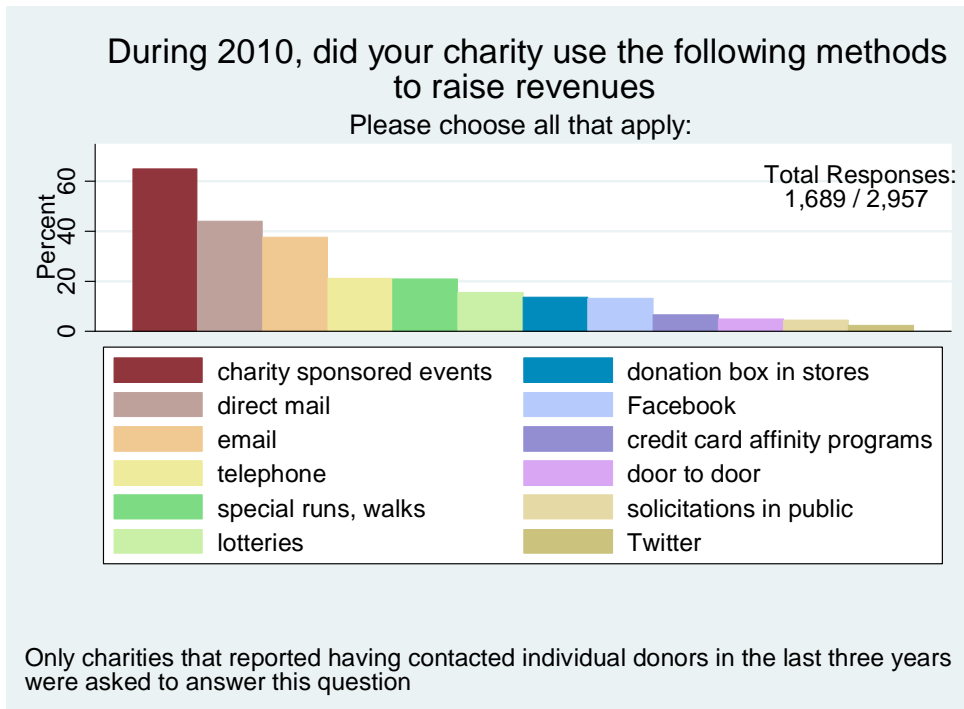 During 2010, did your charity use the following methods
to raise revenues
Please choose all that apply:
Total Responses:
1,689 / 2,957
Percent
60
40
20
0
charity sponsored events
direct mail
email
telephone
special runs, walks
lotteries
donation box in stores
Facebook
credit card affinity programs
door to door
solicitations in public
Twitter
Only charities that reported having contacted individual donors in the last three years
were asked to answer this question